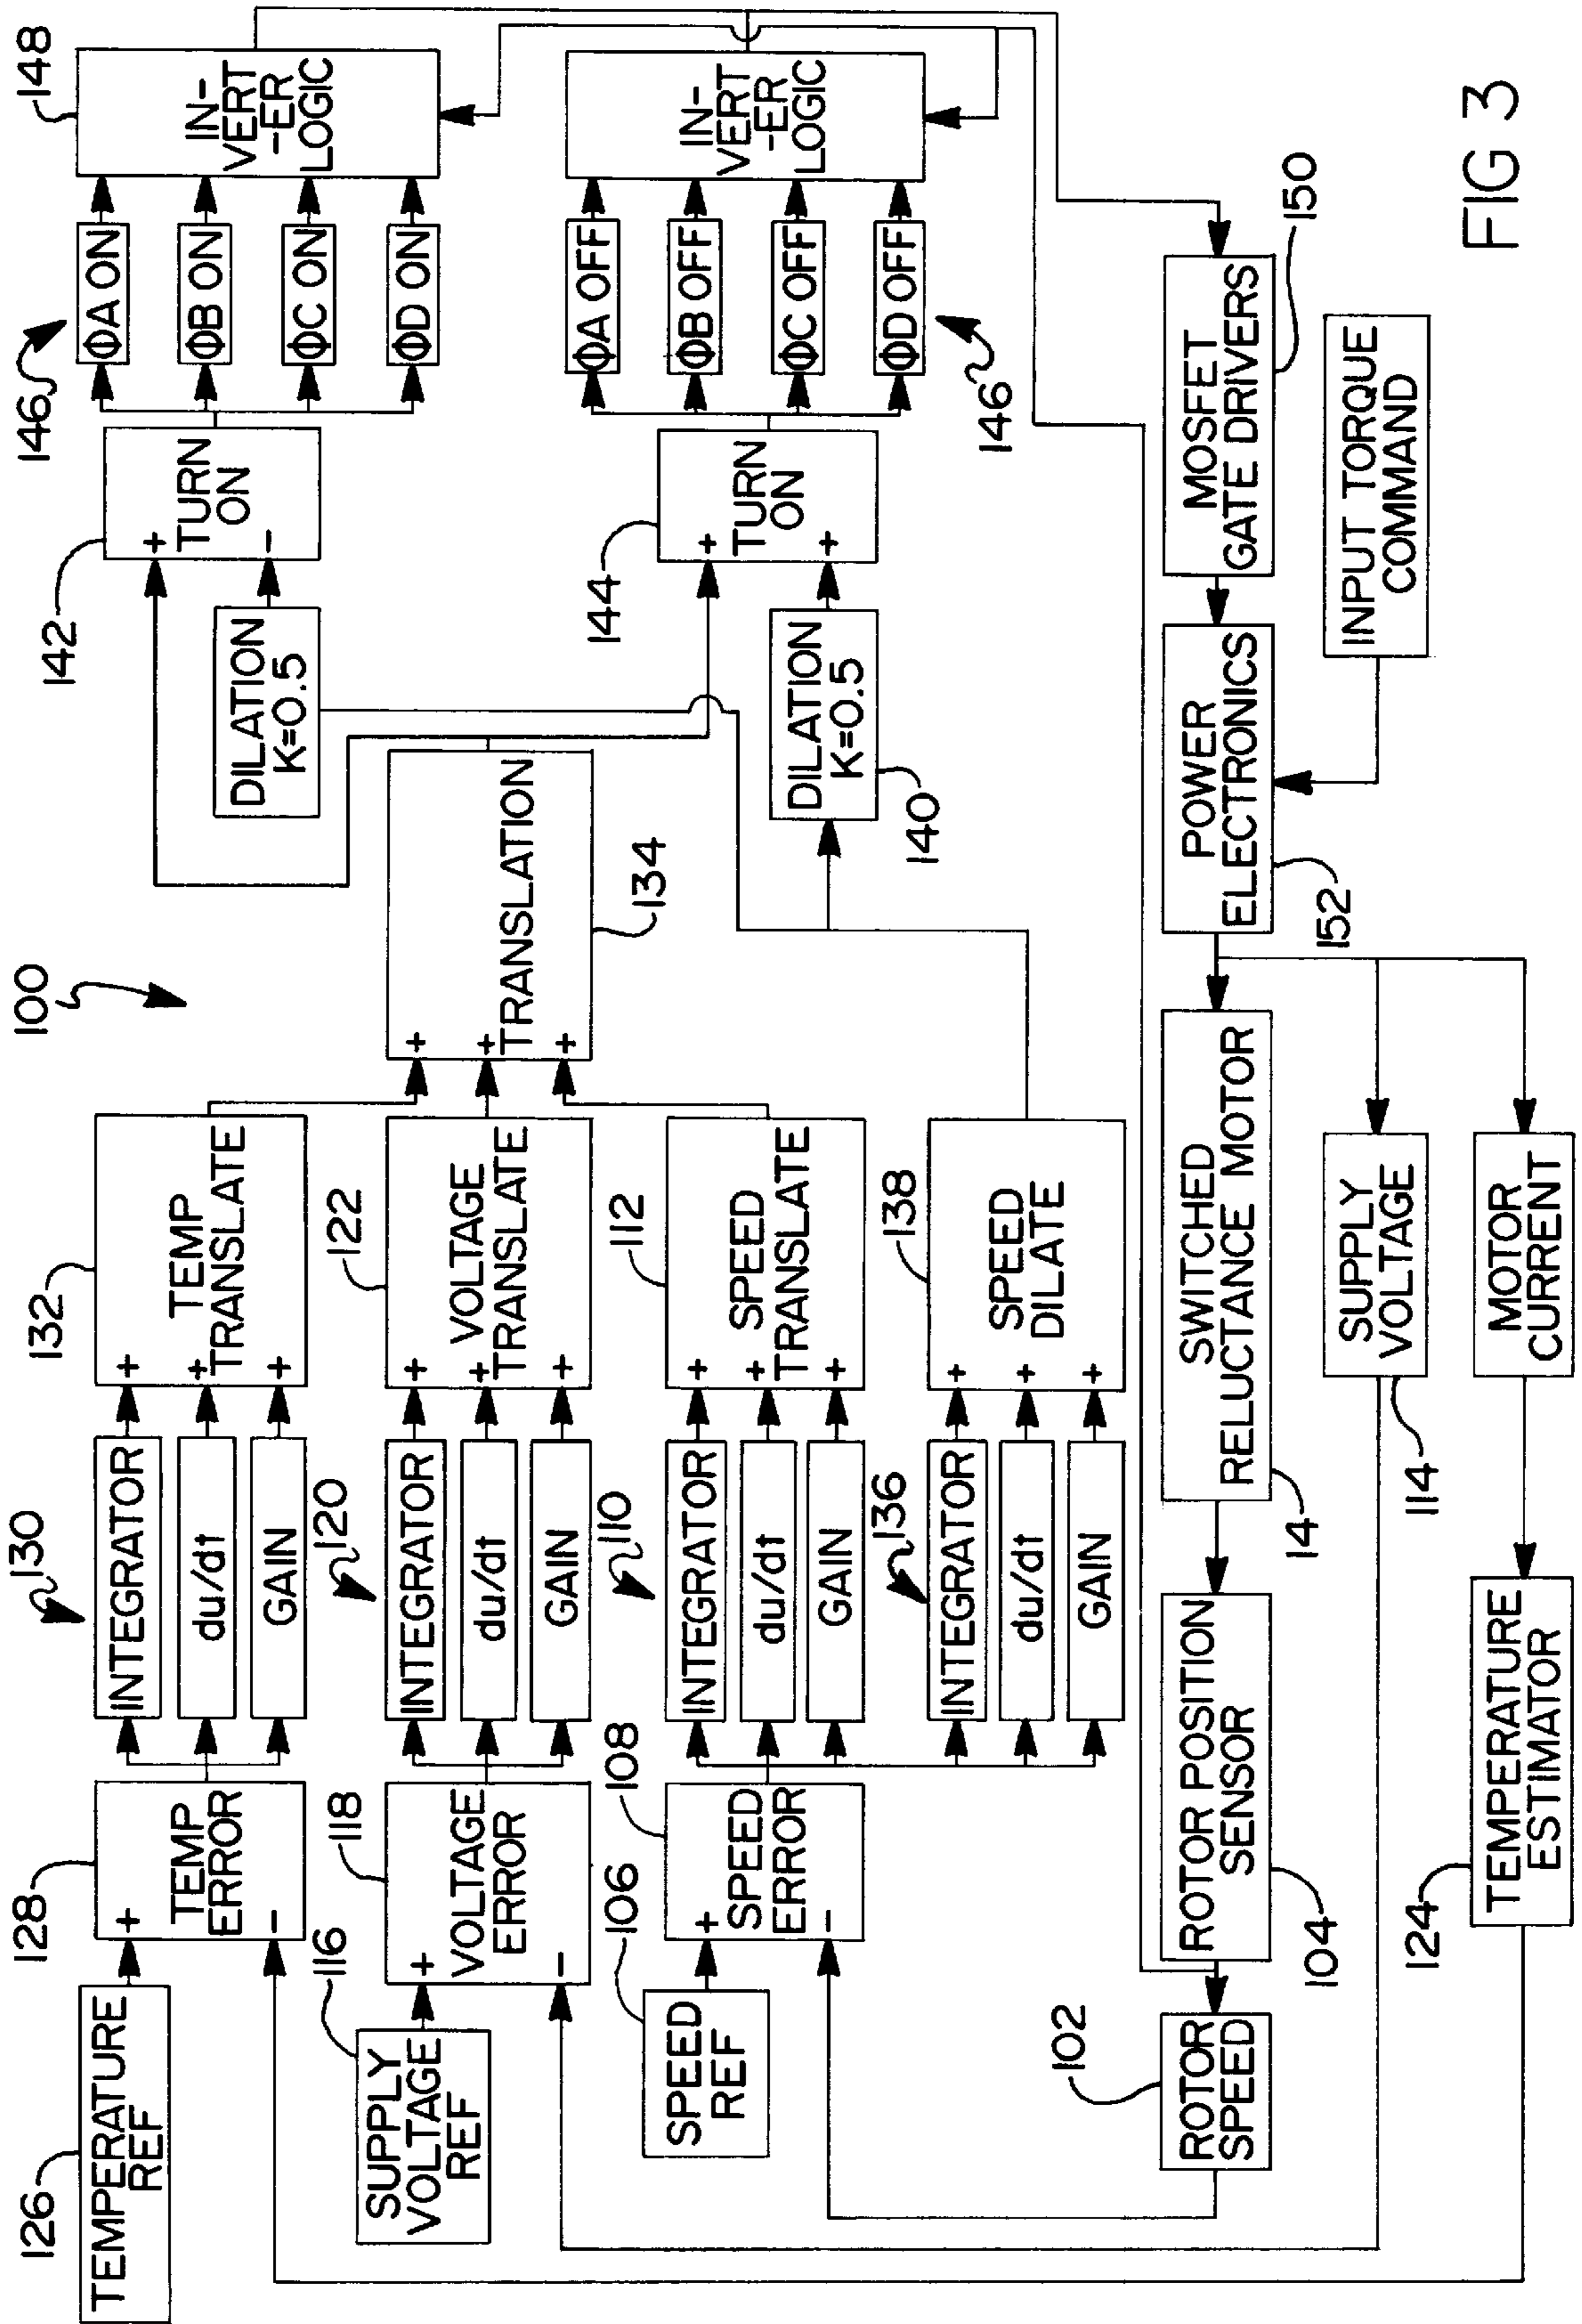 100
126
TEMPERATURE
REF
128
+
TEMP
ERROR
-
130
INTEGRATOR
du/dt
GAIN
132
+
+
+
TEMP
TRANSLATE
116
SUPPLY
VOLTAGE
REF
118
+
VOLTAGE
ERROR
-
120
INTEGRATOR
du/dt
GAIN
122
+
+
+
VOLTAGE
TRANSLATE
106
SPEED
REF
108
+
SPEED
ERROR
-
110
INTEGRATOR
du/dt
GAIN
112
+
+
+
SPEED
TRANSLATE
136
INTEGRATOR
du/dt
GAIN
138
+
+
+
SPEED
DILATE
+
+
+
TRANSLATION
134
DILATION
K=0.5
142
+
TURN
ON
-
146
ΦA ON
ΦB ON
ΦC ON
ΦD ON
148
IN-
VERT
-ER
LOGIC
DILATION
K=0.5
140
144
+
TURN
ON
+
ΦA OFF
ΦB OFF
ΦC OFF
ΦD OFF
146
IN-
VERT
-ER
LOGIC
102
ROTOR
SPEED
ROTOR POSITION
SENSOR
104
SWITCHED
RELUCTANCE MOTOR
14
POWER
ELECTRONICS
152
MOSFET
GATE DRIVERS
150
SUPPLY
VOLTAGE
114
INPUT TORQUE
COMMAND
124
TEMPERATURE
ESTIMATOR
MOTOR
CURRENT
FIG 3